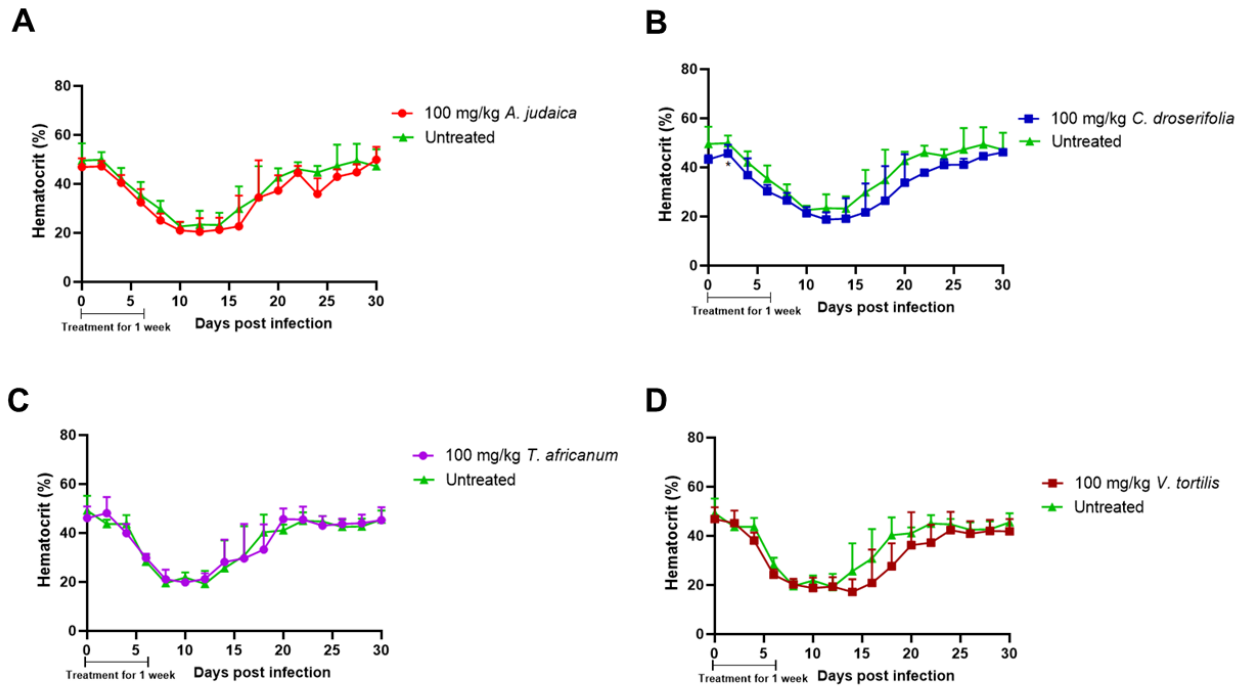 A
Hematocrit (%)
80
60
40
20
0
0 5 10 15 20 25 30
Treatment for 1 week
Days post infection
100 mg/kg A. judaica
Untreated
B
Hematocrit (%)
80
60
40
20
0
*
0 5 10 15 20 25 30
Treatment for 1 week
Days post infection
100 mg/kg C. droserifolia
Untreated
C
Hematocrit (%)
80
60
40
20
0
0 5 10 15 20 25 30
Treatment for 1 week
Days post infection
100 mg/kg T. africanum
Untreated
D
Hematocrit (%)
80
60
40
20
0
0 5 10 15 20 25 30
Treatment for 1 week
Days post infection
100 mg/kg V. tortilis
Untreated